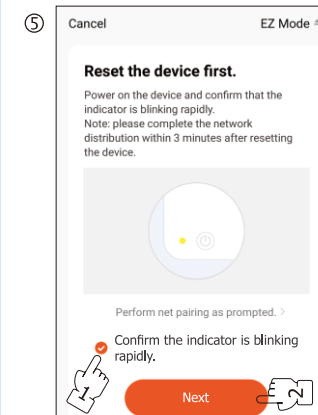 ⑤
Cancel EZ Mode
Reset the device first.
Power on the device and confirm that the
indicator is blinking rapidly.
Note: please complete the network
distribution within 3 minutes after resetting
the device.
Perform net pairing as prompted. >
Confirm the indicator is blinking
rapidly.
1
Next
2